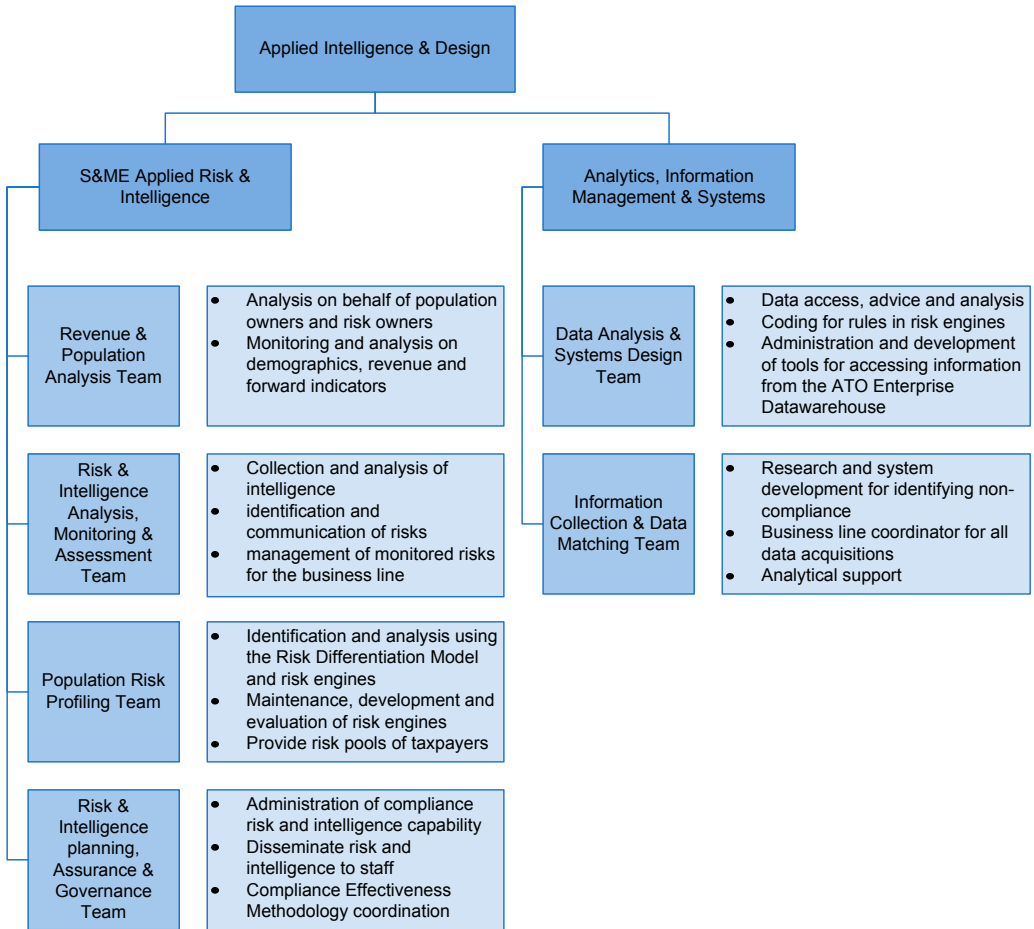 Applied Intelligence & Design
S&ME Applied Risk &
Intelligence
Analytics, Information
Management & Systems
Revenue &
Population
Analysis Team
• Analysis on behalf of population
owners and risk owners
• Monitoring and analysis on
demographics, revenue and
forward indicators
Data Analysis &
Systems Design
Team
• Data access, advice and analysis
• Coding for rules in risk engines
• Administration and development
of tools for accessing information
from the ATO Enterprise
Datawarehouse
Risk &
Intelligence
Analysis,
Monitoring &
Assessment
Team
• Collection and analysis of
intelligence
• identification and
communication of risks
• management of monitored risks
for the business line
Information
Collection & Data
Matching Team
• Research and system
development for identifying non-
compliance
• Business line coordinator for all
data acquisitions
• Analytical support
Population Risk
Profiling Team
• Identification and analysis using
the Risk Differentiation Model
and risk engines
• Maintenance, development and
evaluation of risk engines
• Provide risk pools of taxpayers
Risk &
Intelligence
planning,
Assurance &
Governance
Team
• Administration of compliance
risk and intelligence capability
• Disseminate risk and
intelligence to staff
• Compliance Effectiveness
Methodology coordination